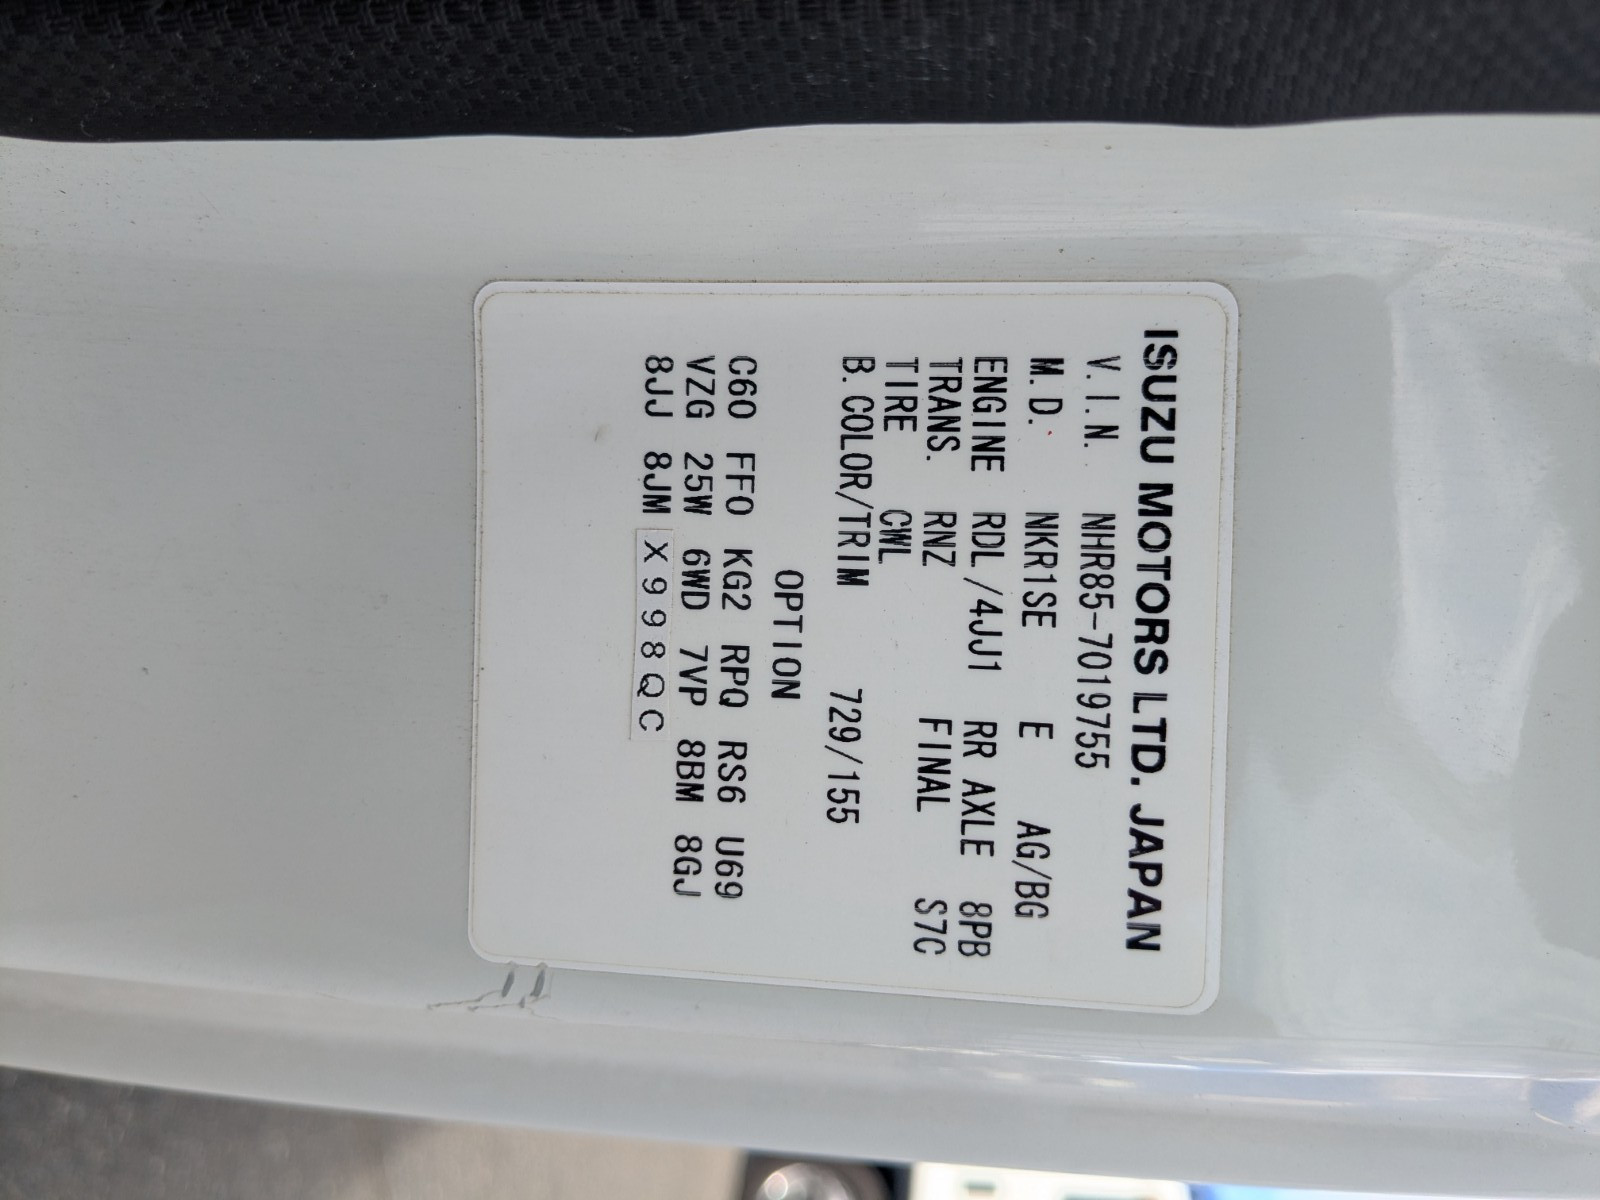 ISUZU MOTORS LTD. JAPAN
V.I.N. NHR85-7019755
M.D. NKR1SE E AG/BG
ENGINE RDL/4JJ1 RR AXLE 8PB
TRANS. RNZ FINAL S7C
TIRE CWL
B.COLOR/TRIM 729/155
OPTION
C60 FF0 KG2 RPQ RS6 U69
VZG 25W 6WD 7VP 8BM 8GJ
8JJ 8JM X998QC